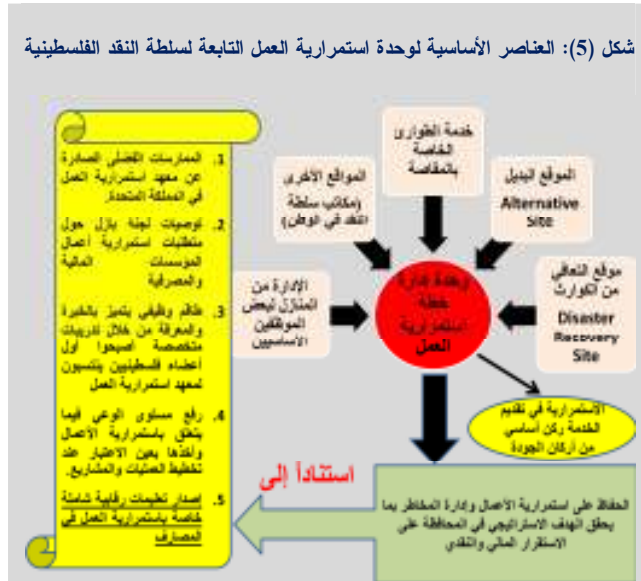 شكل (5): العناصر الأساسية لوحدة استمرارية العمل التابعة لسلطة النقد الفلسطينية
خدمة الطوارئ
الخاصة
بالمقاصة
الموقع البديل
Alternative
Site
موقع التعافي
من الكوارث
Disaster
Recovery
Site
المواقع الأخرى
(مكاتب سلطة
النقد في الوطن)
الإدارة من
المنازل لبعض
الموظفين
الاساسيين
وحدة ادارة
خطة
استمرارية
العمل
الاستمرارية في تقديم
الخدمة ركن أساسي
من أركان الجودة
الحفاظ على استمرارية الأعمال وإدارة المخاطر بما
يحقق الهدف الاستراتيجي في المحافظة على
الاستقرار المالي والنقدي
استناداً إلى
1. الممارسات الفضلى الصادرة
عن معهد استمرارية العمل
في المملكة المتحدة.
2. توصيات لجنة بازل حول
متطلبات استمرارية أعمال
المؤسسات المالية
والمصرفية
3. طاقم وظيفي يتميز بالخبرة
والمعرفة من خلال تدريبات
متخصصة أصبحوا أول
أعضاء فلسطينيين ينتسبون
لمعهد استمرارية العمل
4. رفع مستوى الوعي فيما
يتعلق باستمرارية الأعمال
وأخذها بعين الاعتبار عند
تخطيط العمليات والمشاريع.
5. إصدار تعليمات رقابية شاملة
خاصة باستمرارية العمل في
المصارف